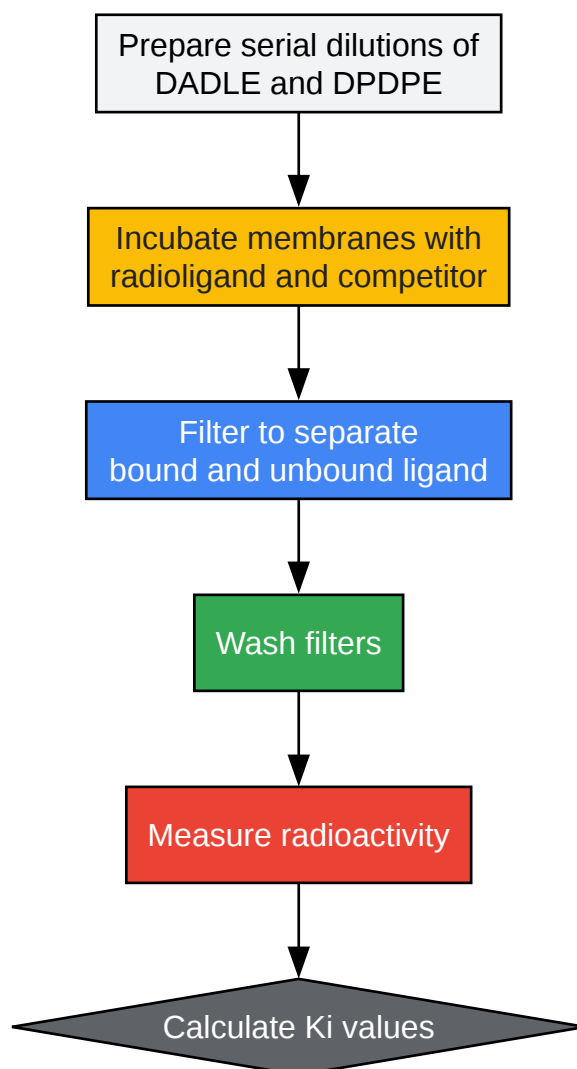 Prepare serial dilutions of
DADLE and DPDPE
Incubate membranes with
radioligand and competitor
Filter to separate
bound and unbound ligand
Wash filters
Measure radioactivity
Calculate Ki values